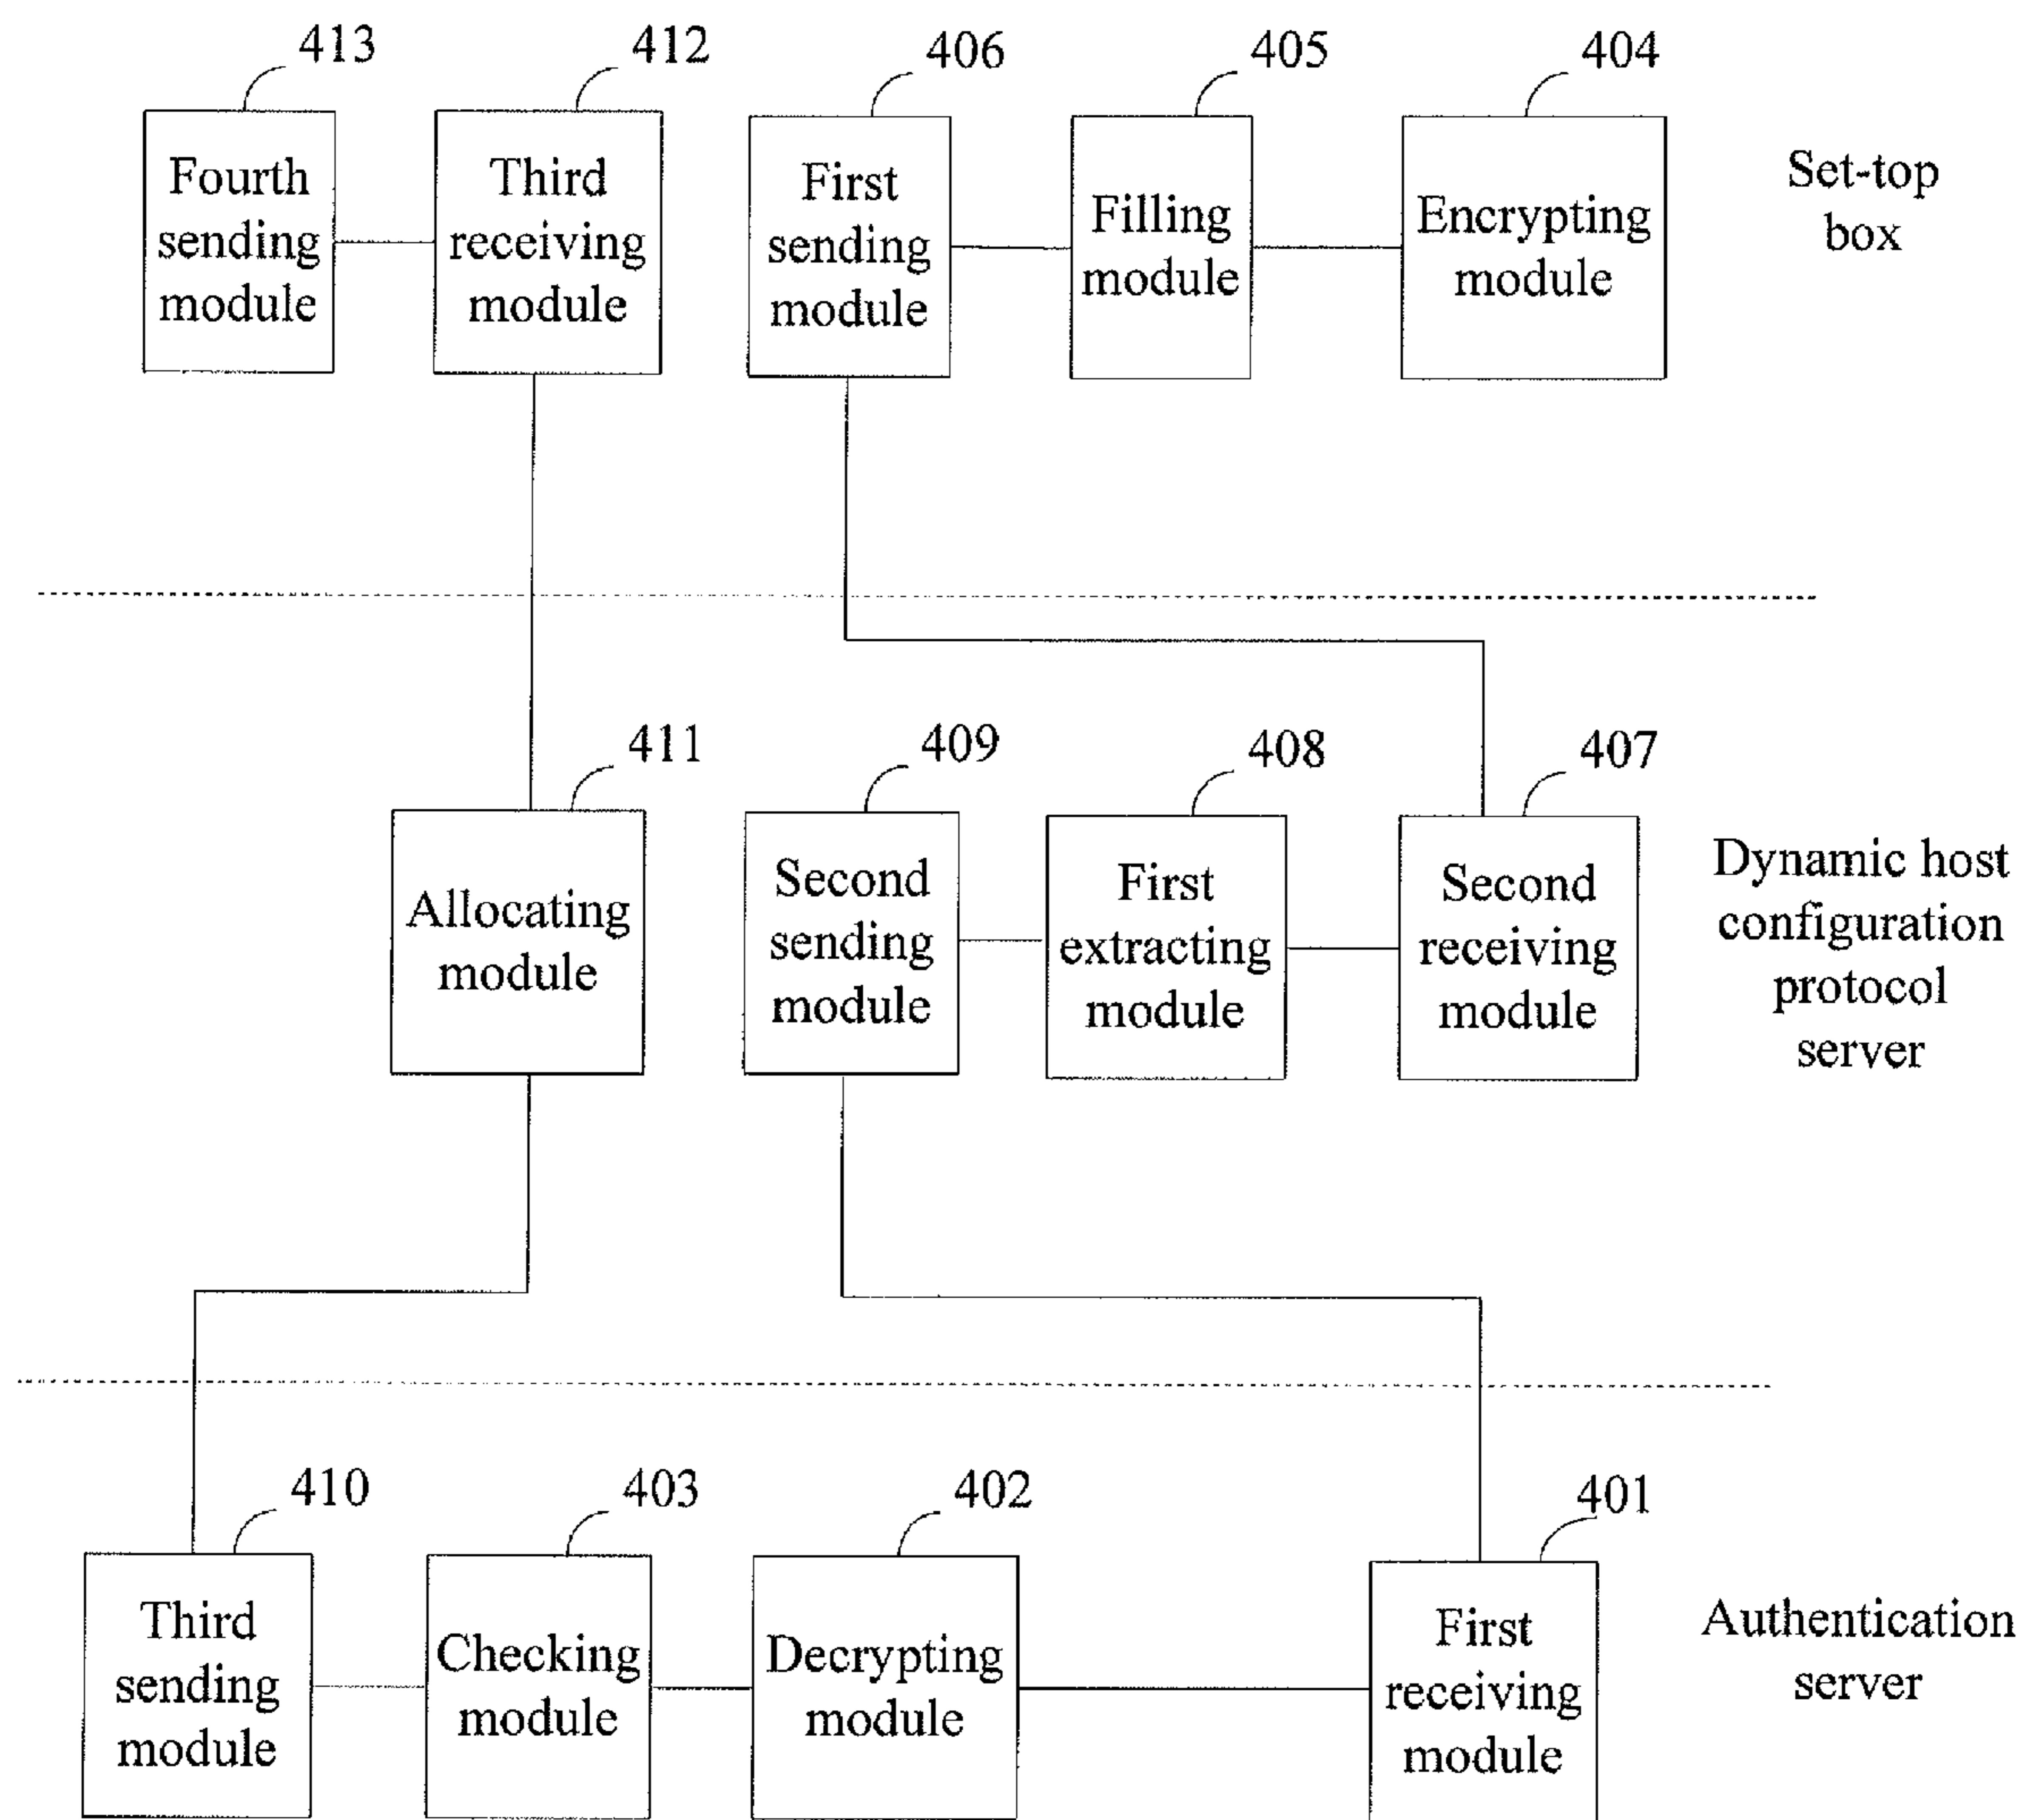 413
412
406
405
404
Fourth
sending
module
Third
receiving
module
First
sending
module
Filling
module
Encrypting
module
Set-top
box
411
409
408
407
Allocating
module
Second
sending
module
First
extracting
module
Second
receiving
module
Dynamic host
configuration
protocol
server
410
403
402
401
Third
sending
module
Checking
module
Decrypting
module
First
receiving
module
Authentication
server